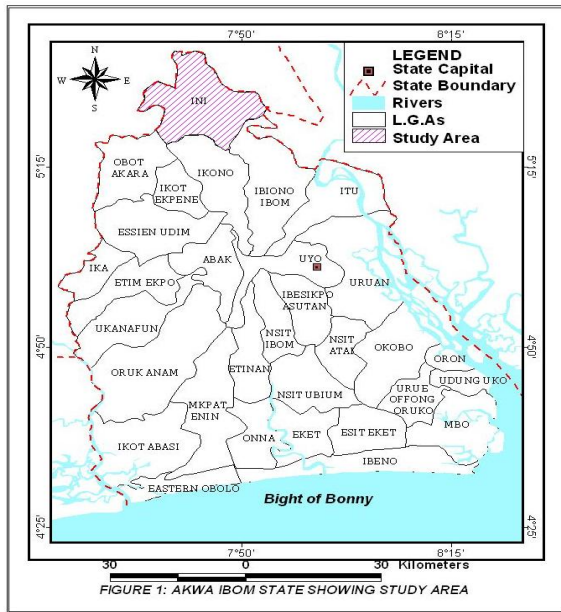 7°50'
8°15'
N
W E
S
LEGEND
State Capital
State Boundary
Rivers
L.G.As
Study Area
INI
5°15'
5°15'
OBOT
AKARA
IKONO
IKOT
EKPENE
IBIONO
IBOM
ITU
ESSIEN UDIM
UYO
IKA
ABAK
ETIM EKPO
URUAN
IBESIKPO
ASUTAN
UKANAFUN
NSIT
IBOM
NSIT
ATAI
OKOBO
4°50'
4°50'
ORON
ORUK ANAM
ETINAN
UDUNG UKO
NSIT UBIUM
URUE
OFFONG
ORUKO
MKPAT
ENIN
MBO
IKOT ABASI
ONNA
EKET
ESIT EKET
IBENO
EASTERN OBOLO
Bight of Bonny
4°25'
4°25'
7°50'
8°15'
30 0 30 Kilometers
FIGURE 1: AKWA IBOM STATE SHOWING STUDY AREA